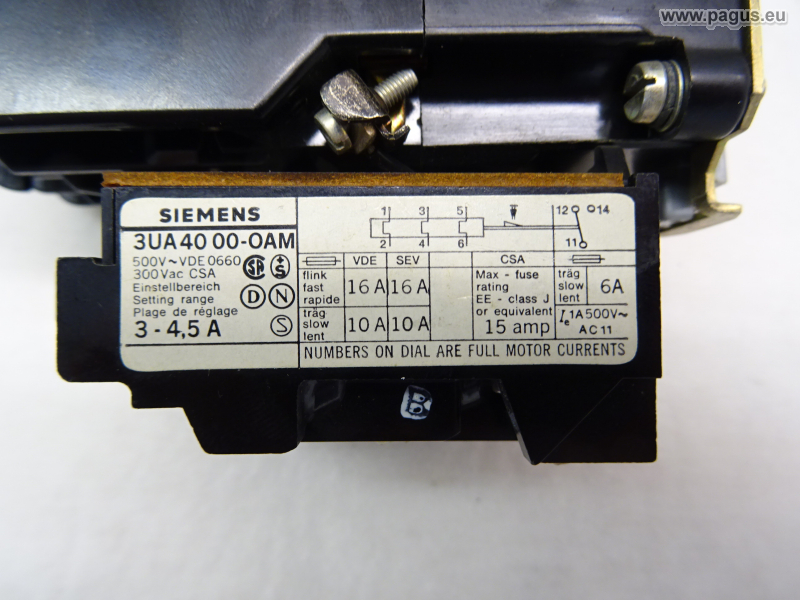 www.pagus.eu
SIEMENS
3UA40 00-0AM
500V~VDE0660
300Vac CSA
Einstellbereich
Setting range
Plage de réglage
3-4,5 A
SA
S
D N
S
1 3 5
2 4 6
12 14
11
VDE SEV
flink
fast
rapide
16 A 16 A
träg
slow
lent
10 A 10 A
CSA
Max - fuse
rating
EE - class J
or equivalent
15 amp
träg
slow
lent
6A
Ie 1A 500V~
AC 11
NUMBERS ON DIAL ARE FULL MOTOR CURRENTS
B